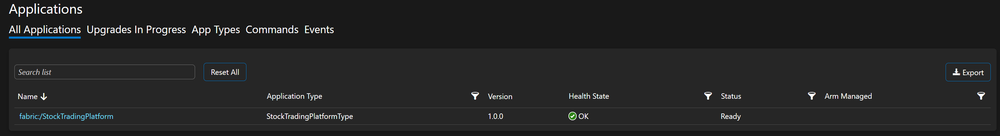 Applications
All Applications Upgrades In Progress App Types Commands Events
Search list Reset All Export
Name Application Type Version Health State Status Arm Managed
fabric:/StockTradingPlatform StockTradingPlatformType 1.0.0 OK Ready